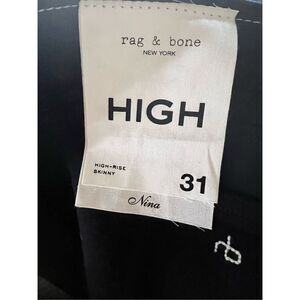 rag & bone
NEW YORK
HIGH
HIGH-RISE
SKINNY
31
Nina